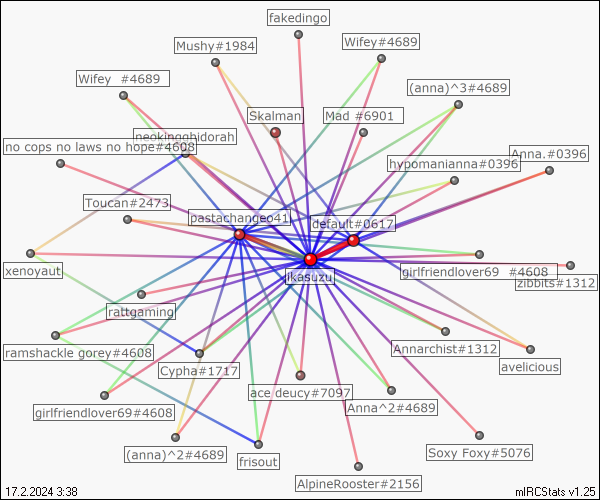 fakedingo
Mushy#1984
Wifey#4689
Wifey #4689
(anna)^3#4689
Skalman
Mad #6901
neokingghidorah
no cops no laws no hope#4608
Anna.#0396
hypomanianna#0396
Toucan#2473
pastachangeo41
default#0617
xenoyaut
ikasuzu
girlfriendlover69 #4608
zibbits#1312
rattgaming
ramshackle gorey#4608
Annarchist#1312
Cypha#1717
avelicious
ace deucy#7097
girlfriendlover69#4608
Anna^2#4689
(anna)^2#4689
frisout
Soxy Foxy#5076
AlpineRooster#2156
17.2.2024 3:38
mIRCStats v1.25